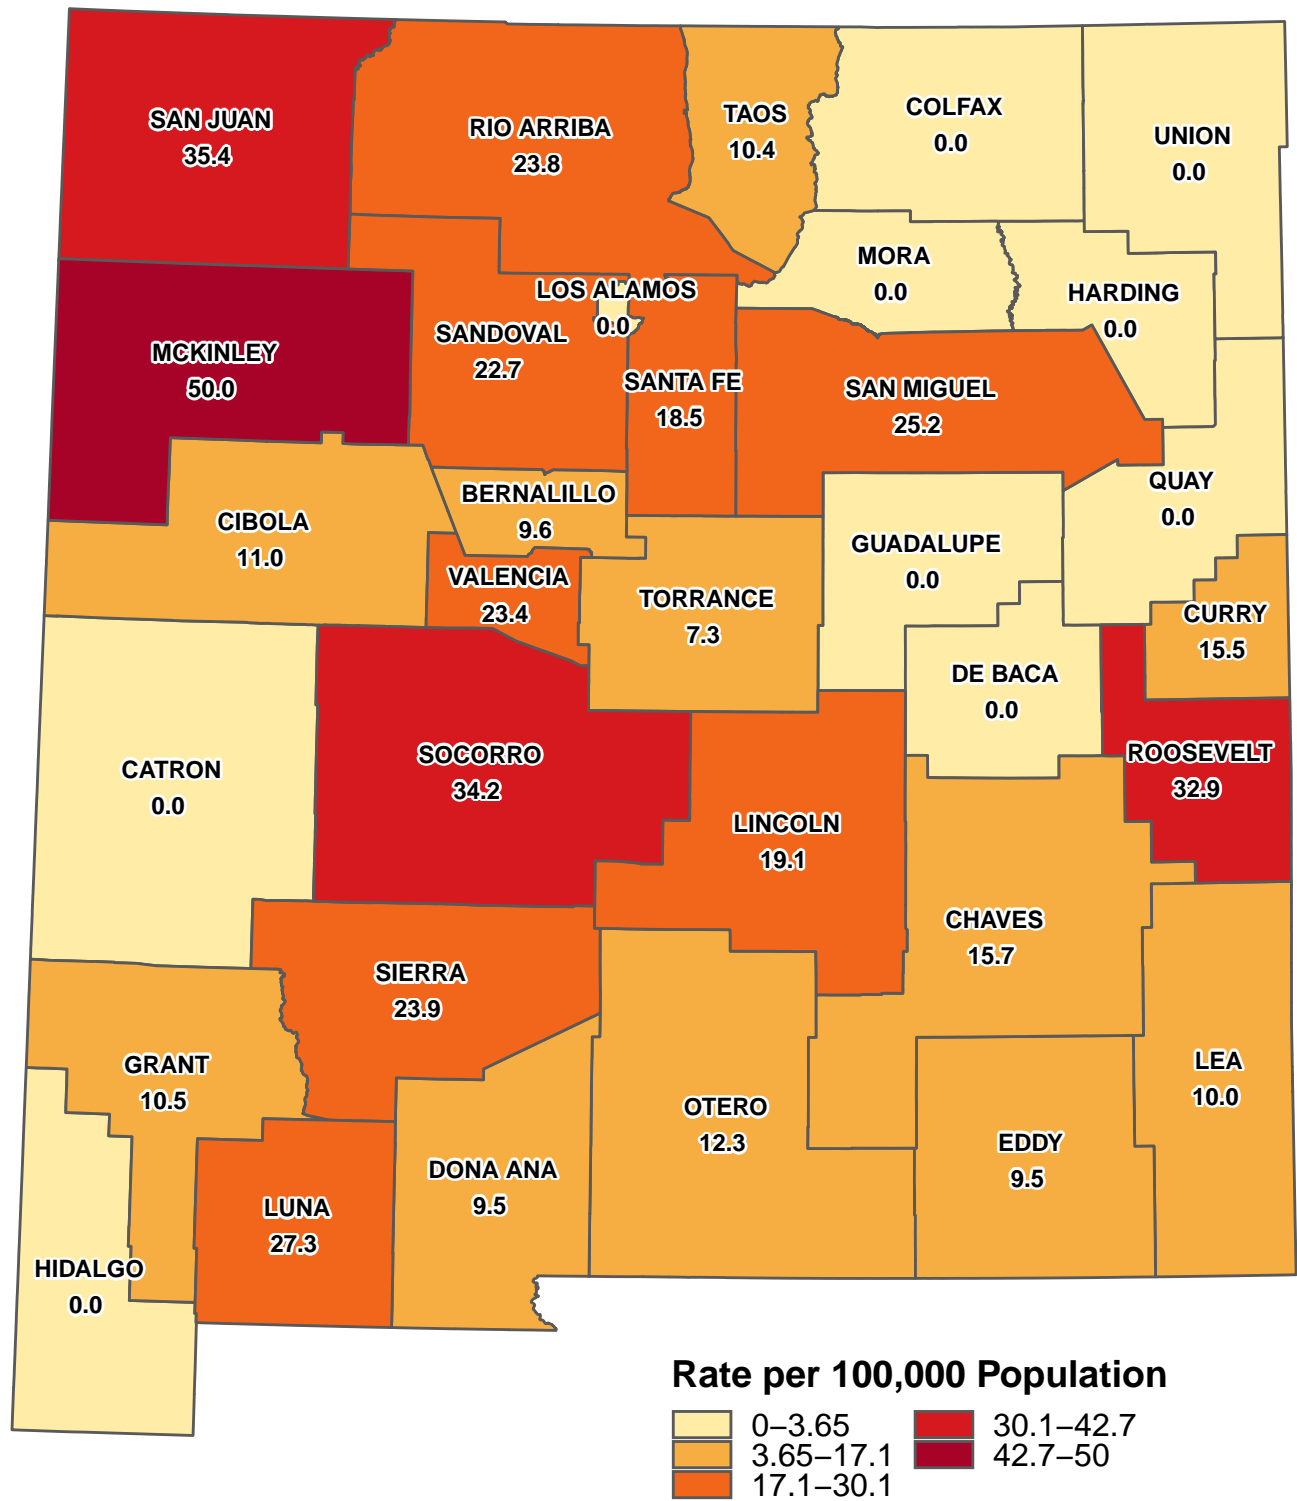 SAN JUAN
35.4
RIO ARRIBA
23.8
TAOS
10.4
COLFAX
0.0
UNION
0.0
MORA
0.0
HARDING
0.0
LOS ALAMOS
0.0
SANDOVAL
22.7
MCKINLEY
50.0
SANTA FE
18.5
SAN MIGUEL
25.2
QUAY
0.0
BERNALILLO
9.6
CIBOLA
11.0
GUADALUPE
0.0
VALENCIA
23.4
TORRANCE
7.3
CURRY
15.5
DE BACA
0.0
ROOSEVELT
32.9
SOCORRO
34.2
CATRON
0.0
LINCOLN
19.1
CHAVES
15.7
SIERRA
23.9
GRANT
10.5
LEA
10.0
OTERO
12.3
EDDY
9.5
DONA ANA
9.5
LUNA
27.3
HIDALGO
0.0
Rate per 100,000 Population
0–3.65
3.65–17.1
17.1–30.1
30.1–42.7
42.7–50